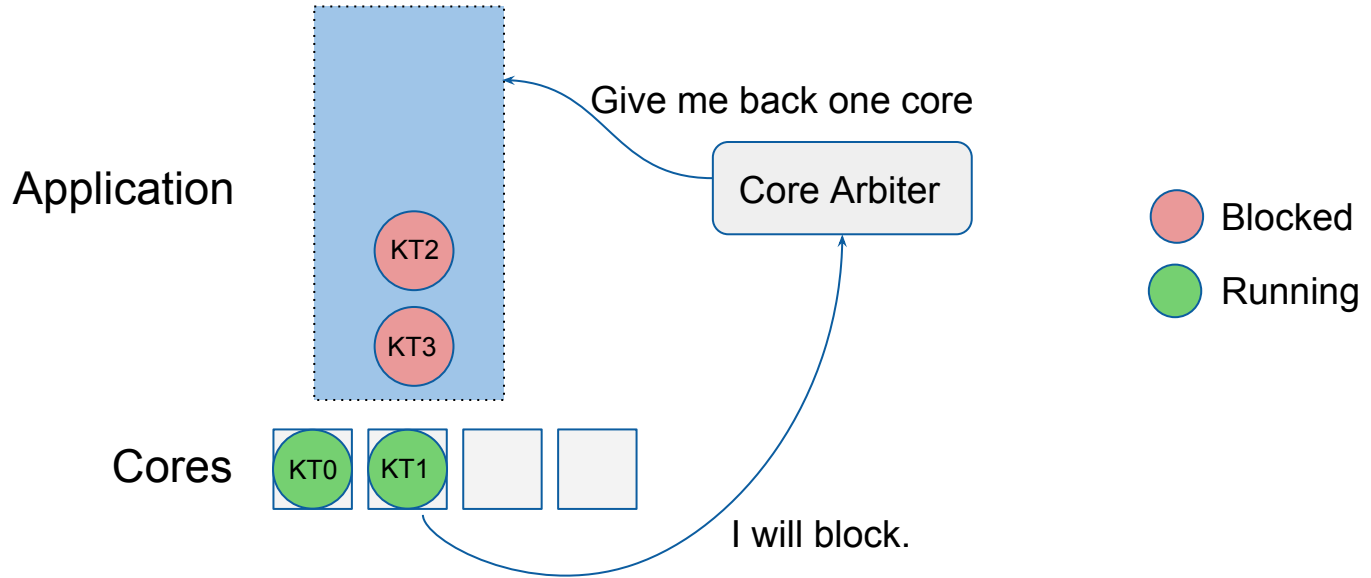 Give me back one core
Application
Core Arbiter
Blocked
KT2
Running
KT3
Cores
KT0
KT1
I will block.